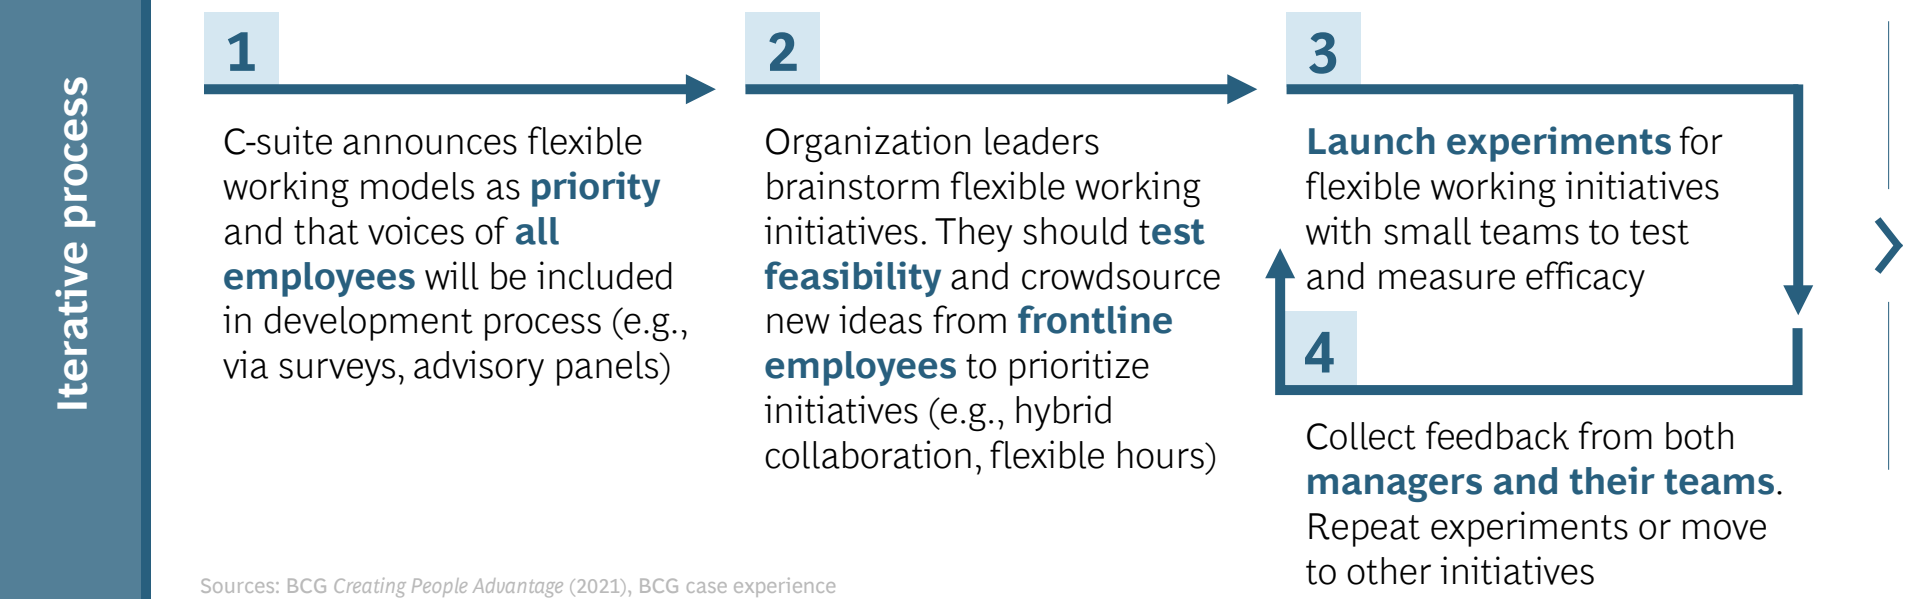 Iterative process
1
C-suite announces flexible
working models as priority
and that voices of all
employees will be included
in development process (e.g.,
via surveys, advisory panels)
2
Organization leaders
brainstorm flexible working
initiatives. They should test
feasibility and crowdsource
new ideas from frontline
employees to prioritize
initiatives (e.g., hybrid
collaboration, flexible hours)
3
Launch experiments for
flexible working initiatives
with small teams to test
and measure efficacy
4
Collect feedback from both
managers and their teams.
Repeat experiments or move
to other initiatives
Sources: BCG Creating People Advantage (2021), BCG case experience